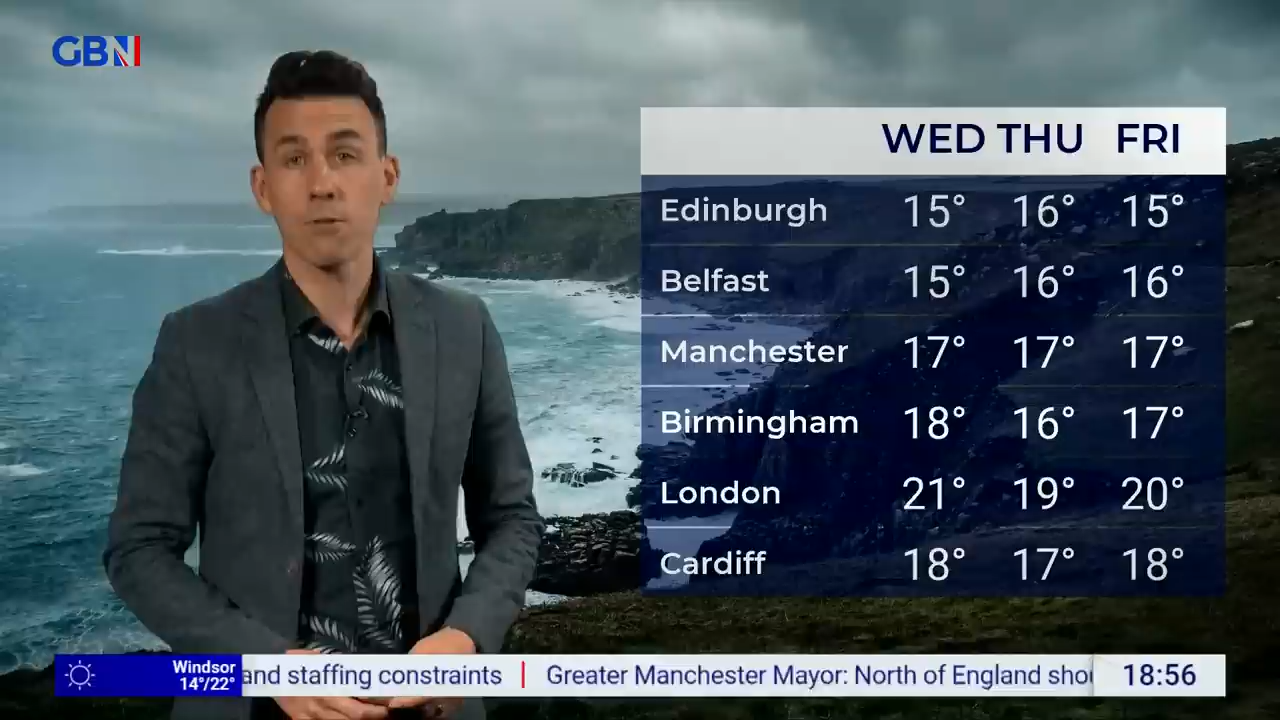 GBN
WED THU FRI
Edinburgh 15° 16° 15°
Belfast 15° 16° 16°
Manchester 17° 17° 17°
Birmingham 18° 16° 17°
London 21° 19° 20°
Cardiff 18° 17° 18°
Windsor
14°/22°
and staffing constraints | Greater Manchester Mayor: North of England
18:56